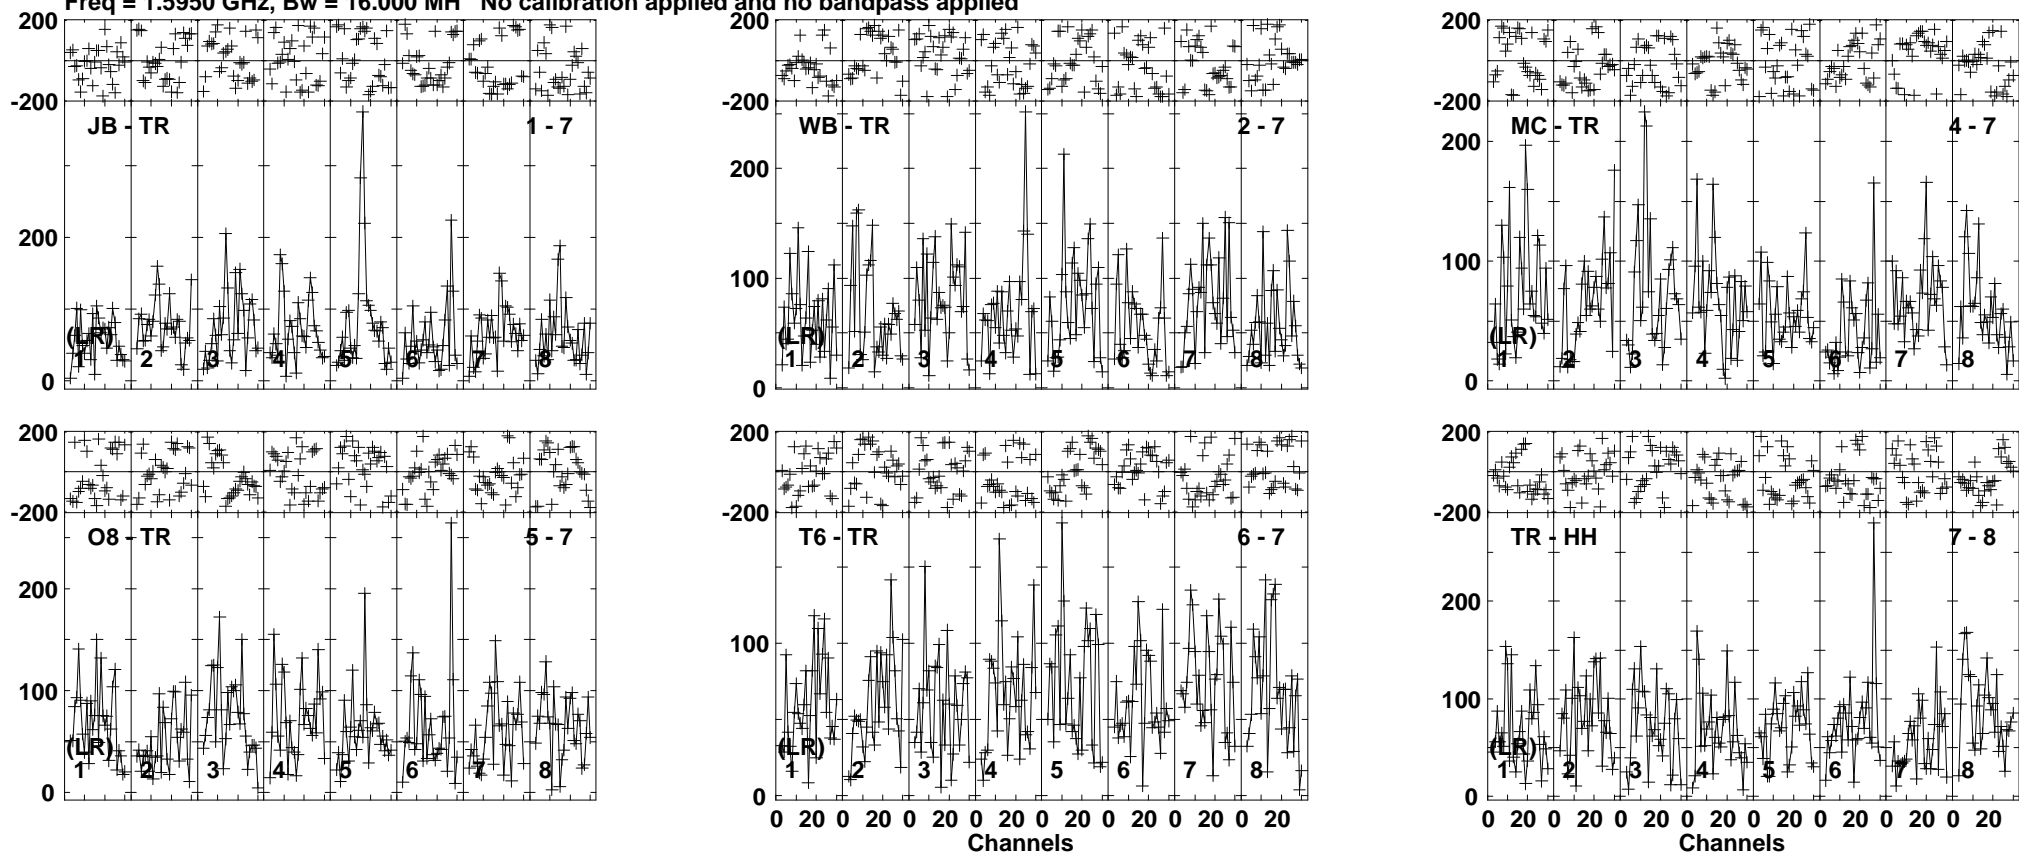 Freq = 1.5950 GHz, Bw = 16.000 MH No calibration applied and no bandpass applied
200
-200
JB - TR
1 - 7
200
0
(LR)
1 2 3 4 5 6 7 8
200
-200
WB - TR
2 - 7
200
100
0
(LR)
1 2 3 4 5 6 7 8
200
-200
MC - TR
4 - 7
200
100
0
(LR)
1 2 3 4 5 6 7 8
200
-200
O8 - TR
5 - 7
200
100
0
(LR)
1 2 3 4 5 6 7 8
200
-200
T6 - TR
6 - 7
100
0
(LR)
1 2 3 4 5 6 7 8
0 20 0 20 0 20 0 20 0 20 0 20 0 20 0 20
Channels
200
-200
TR - HH
7 - 8
200
100
0
(LR)
1 2 3 4 5 6 7 8
0 20 0 20 0 20 0 20 0 20 0 20 0 20 0 20
Channels